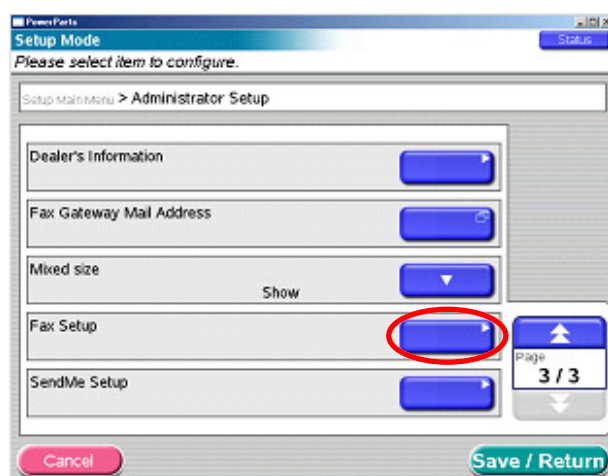 PowerParts
Setup Mode
Status
Please select item to configure.
Setup Main Menu > Administrator Setup
Dealer's Information
Fax Gateway Mail Address
Mixed size
Show
Fax Setup
Page
3 / 3
SendMe Setup
Cancel
Save / Return